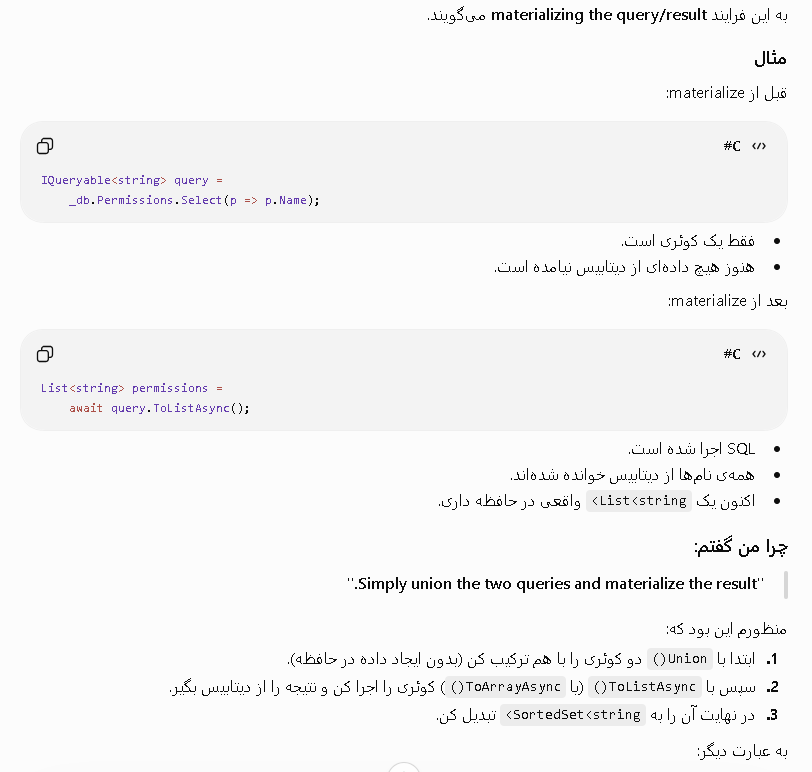 به این فرایند materializing the query/result می‌گویند.
مثال
قبل از materialize:
C#
IQueryable<string> query =
    _db.Permissions.Select(p => p.Name);
فقط یک کوئری است.
هنوز هیچ داده‌ای از دیتابیس نیامده است.
بعد از materialize:
C#
List<string> permissions =
    await query.ToListAsync();
SQL اجرا شده است.
همه‌ی نام‌ها از دیتابیس خوانده شده‌اند.
اکنون یک List<string> واقعی در حافظه داری.
چرا من گفتم:
"Simply union the two queries and materialize the result."
منظورم این بود که:
1. ابتدا با Union() دو کوئری را با هم ترکیب کن (بدون ایجاد داده در حافظه).
2. سپس با ToListAsync() (یا ToArrayAsync()) کوئری را اجرا کن و نتیجه را از دیتابیس بگیر.
3. در نهایت آن را به SortedSet<string> تبدیل کن.
به عبارت دیگر: